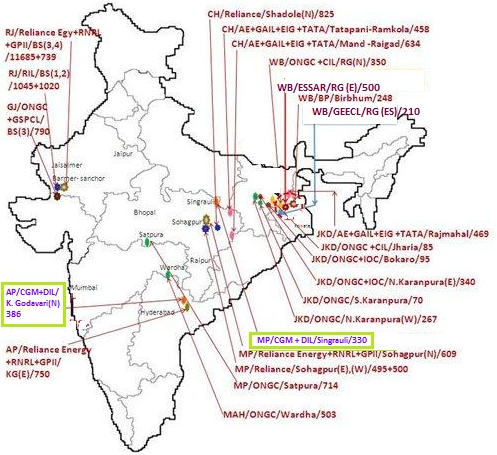 RJ/Reliance Egy+RNRL
+GPII/BS(3,4)
/11685+739
RJ/RIL/BS(1,2)
/1045+1020
GJ/ONGC
+GSPCL/
BS(3)/790
CH/Reliance/Shadole(N)/825
CH/AE+GAIL+EIG +TATA/Tatapani-Ramkola/458
CH/AE+GAIL+EIG +TATA/Mand -Raigad/634
WB/ONGC +CIL/RG(N)/350
WB/ESSAR/RG (E)/500
WB/BP/Birbhum/248
WB/GEECL/RG (ES)/210
Jaipur
Jaisalmer
Barmer- sanchor
Bhopal
Singrauli
Sohagpur
Satpura
Raipur
Wardha
Mumbai
Hyderabad
JKD/AE+GAIL+EIG +TATA/Rajmahal/469
JKD/ONGC +CIL/Jharia/85
JKD/ONGC+IOC/Bokaro/95
JKD/ONGC+IOC/N.Karanpura(E)/340
JKD/ONGC/S.Karanpura/70
JKD/ONGC/N.Karanpura(W)/267
AP/CGM+DIL/
K. Godavari(N)
386
AP/Reliance Energy
+RNRL+GPII/
KG(E)/750
MP/CGM + DIL/Singrauli/330
MP/Reliance Energy+RNRL+GPII/Sohagpur(N)/609
MP/Reliance/Sohagpur(E),(W)/495+500
MP/ONGC/Satpura/714
MAH/ONGC/Wardha/503